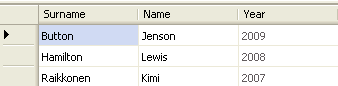 Surname Name Year
Button Jenson 2009
Hamilton Lewis 2008
Raikkonen Kimi 2007